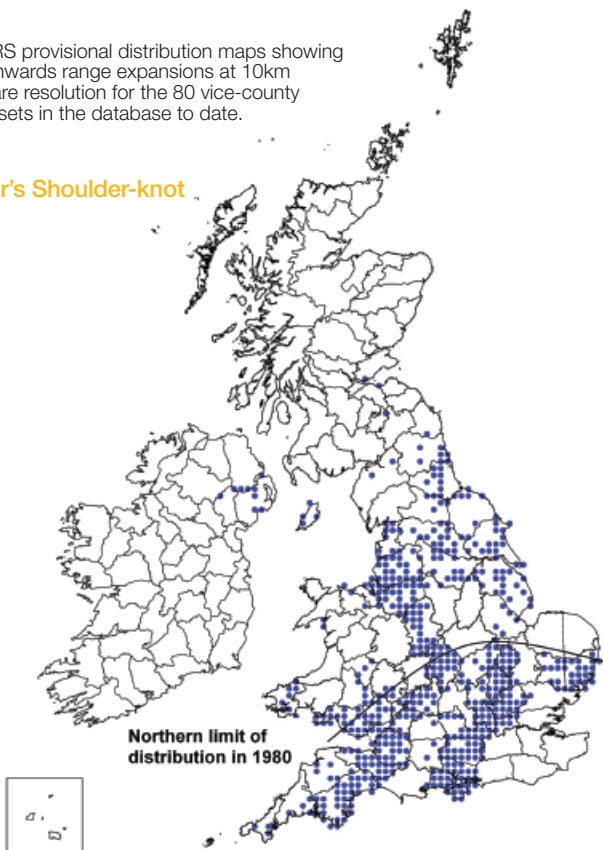 RS provisional distribution maps showing
nwards range expansions at 10km
are resolution for the 80 vice-county
sets in the database to date.
r's Shoulder-knot
Northern limit of
distribution in 1980